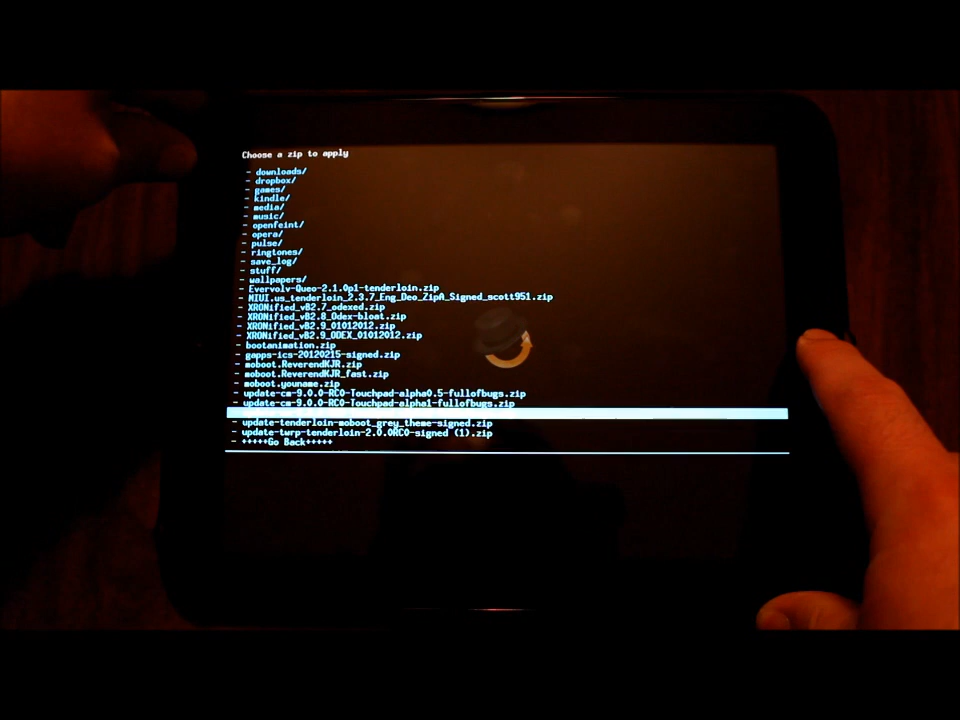 Choose a zip to apply
- downloads/
- dropbox/
- games/
- kindle/
- media/
- music/
- openfeint/
- opera/
- pulse/
- ringtones/
- save_log/
- stuff/
- wallpapers/
- Evervolv-Queo-2.1.0p1-tenderloin.zip
- MIUI.us_tenderloin_2.3.7_Eng_Deo_ZipA_Signed_scott951.zip
- XRONified_vB2.7_odexed.zip
- XRONified_vB2.8_Odex-bloat.zip
- XRONified_vB2.9_01012012.zip
- XRONified_vB2.9_ODEX_01012012.zip
- bootanimation.zip
- gapps-ics-20120215-signed.zip
- moboot.ReverendKJR.zip
- moboot.ReverendKJR_fast.zip
- moboot.youname.zip
- update-cm-9.0.0-RC0-Touchpad-alpha0.5-fullofbugs.zip
- update-cm-9.0.0-RC0-Touchpad-alpha1-fullofbugs.zip
- update-tenderloin-moboot_grey_theme-signed.zip
- update-twrp-tenderloin-2.0.0RC0-signed (1).zip
- +++++Go Back+++++